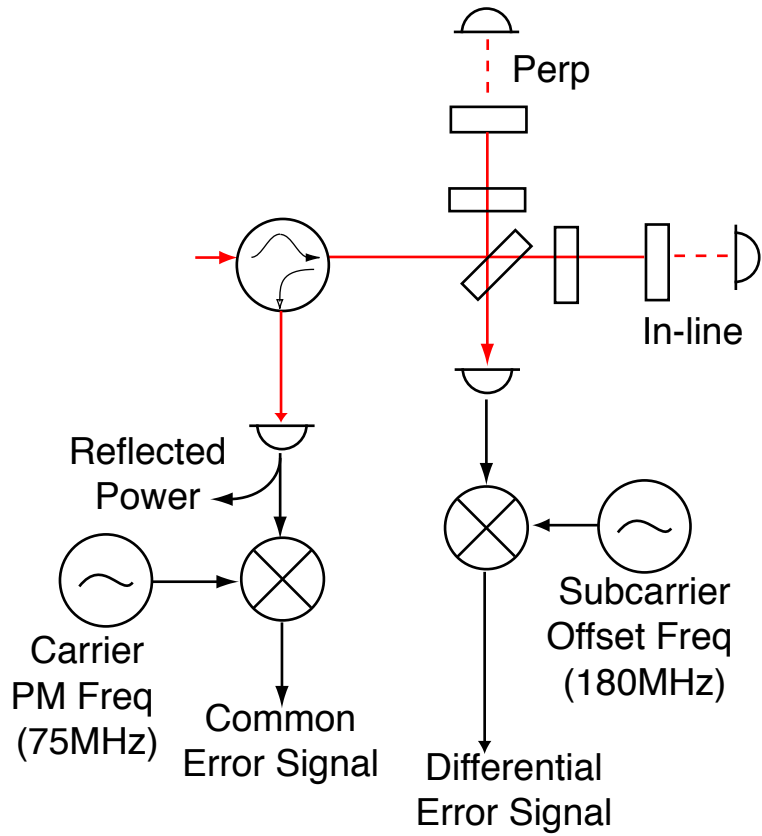 Perp
In-line
Reflected
Power
Carrier
PM Freq
(75MHz)
Common
Error Signal
Subcarrier
Offset Freq
(180MHz)
Differential
Error Signal